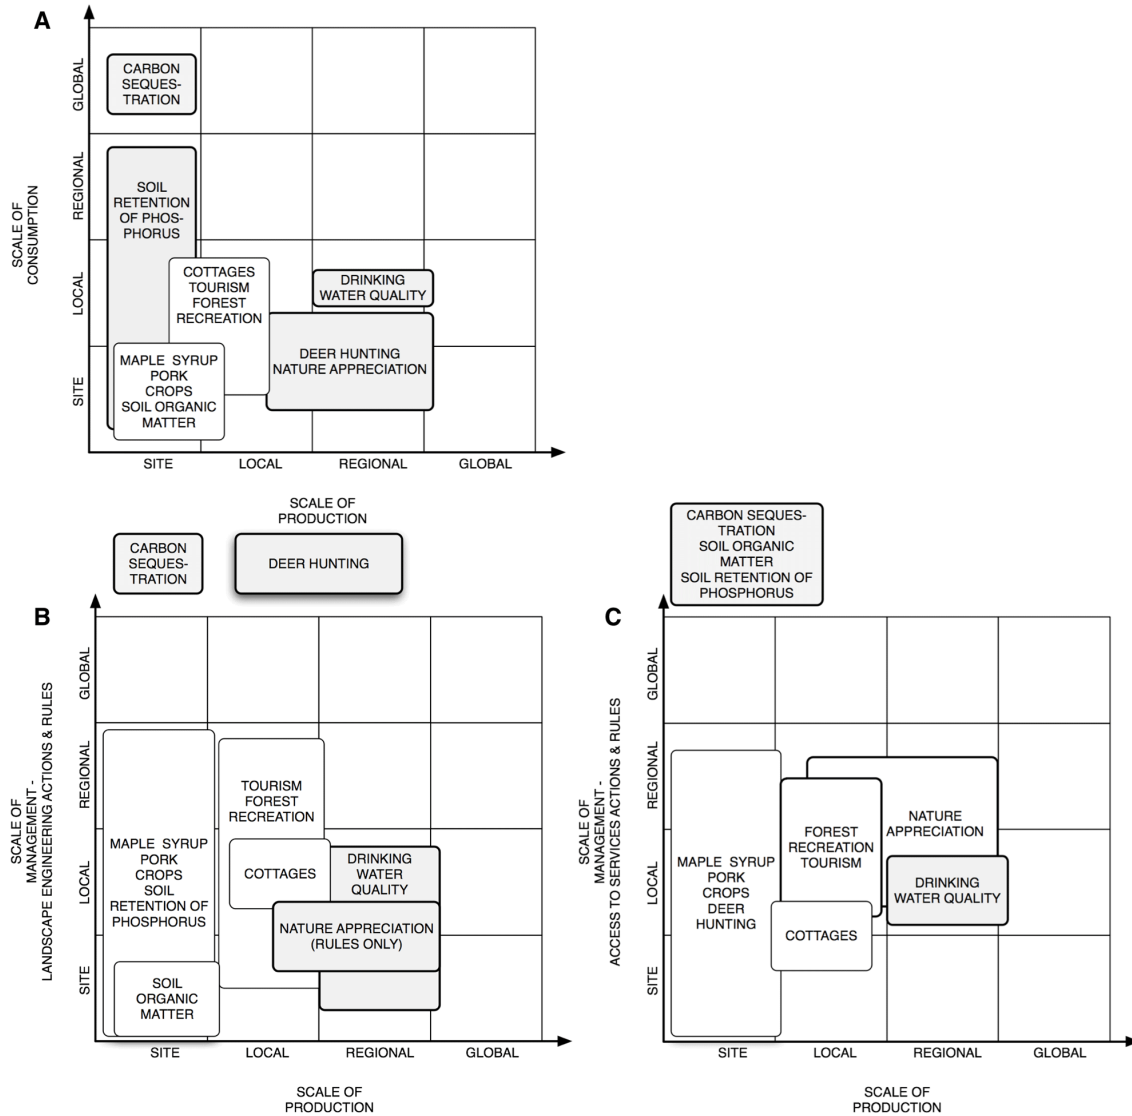 A
GLOBAL
REGIONAL
LOCAL
SITE
SCALE OF
CONSUMPTION
CARBON
SEQUES-
TRATION
SOIL
RETENTION
OF PHOS-
PHORUS
COTTAGES
TOURISM
FOREST
RECREATION
DRINKING
WATER QUALITY
DEER HUNTING
NATURE APPRECIATION
MAPLE SYRUP
PORK
CROPS
SOIL ORGANIC
MATTER
SITE
LOCAL
REGIONAL
GLOBAL
SCALE OF
PRODUCTION
CARBON
SEQUES-
TRATION
DEER HUNTING
B
GLOBAL
REGIONAL
LOCAL
SITE
SCALE OF
MANAGEMENT -
LANDSCAPE ENGINEERING ACTIONS & RULES
TOURISM
FOREST
RECREATION
MAPLE SYRUP
PORK
CROPS
SOIL
RETENTION OF
PHOSPHORUS
COTTAGES
DRINKING
WATER
QUALITY
NATURE APPRECIATION
(RULES ONLY)
SOIL
ORGANIC
MATTER
SITE
LOCAL
REGIONAL
GLOBAL
SCALE OF
PRODUCTION
CARBON SEQUES-
TRATION
SOIL ORGANIC
MATTER
SOIL RETENTION OF
PHOSPHORUS
C
GLOBAL
REGIONAL
LOCAL
SITE
SCALE OF
MANAGEMENT -
ACCESS TO SERVICES ACTIONS & RULES
NATURE
APPRECIATION
FOREST
RECREATION
TOURISM
MAPLE SYRUP
PORK
CROPS
DEER
HUNTING
DRINKING
WATER QUALITY
COTTAGES
SITE
LOCAL
REGIONAL
GLOBAL
SCALE OF
PRODUCTION